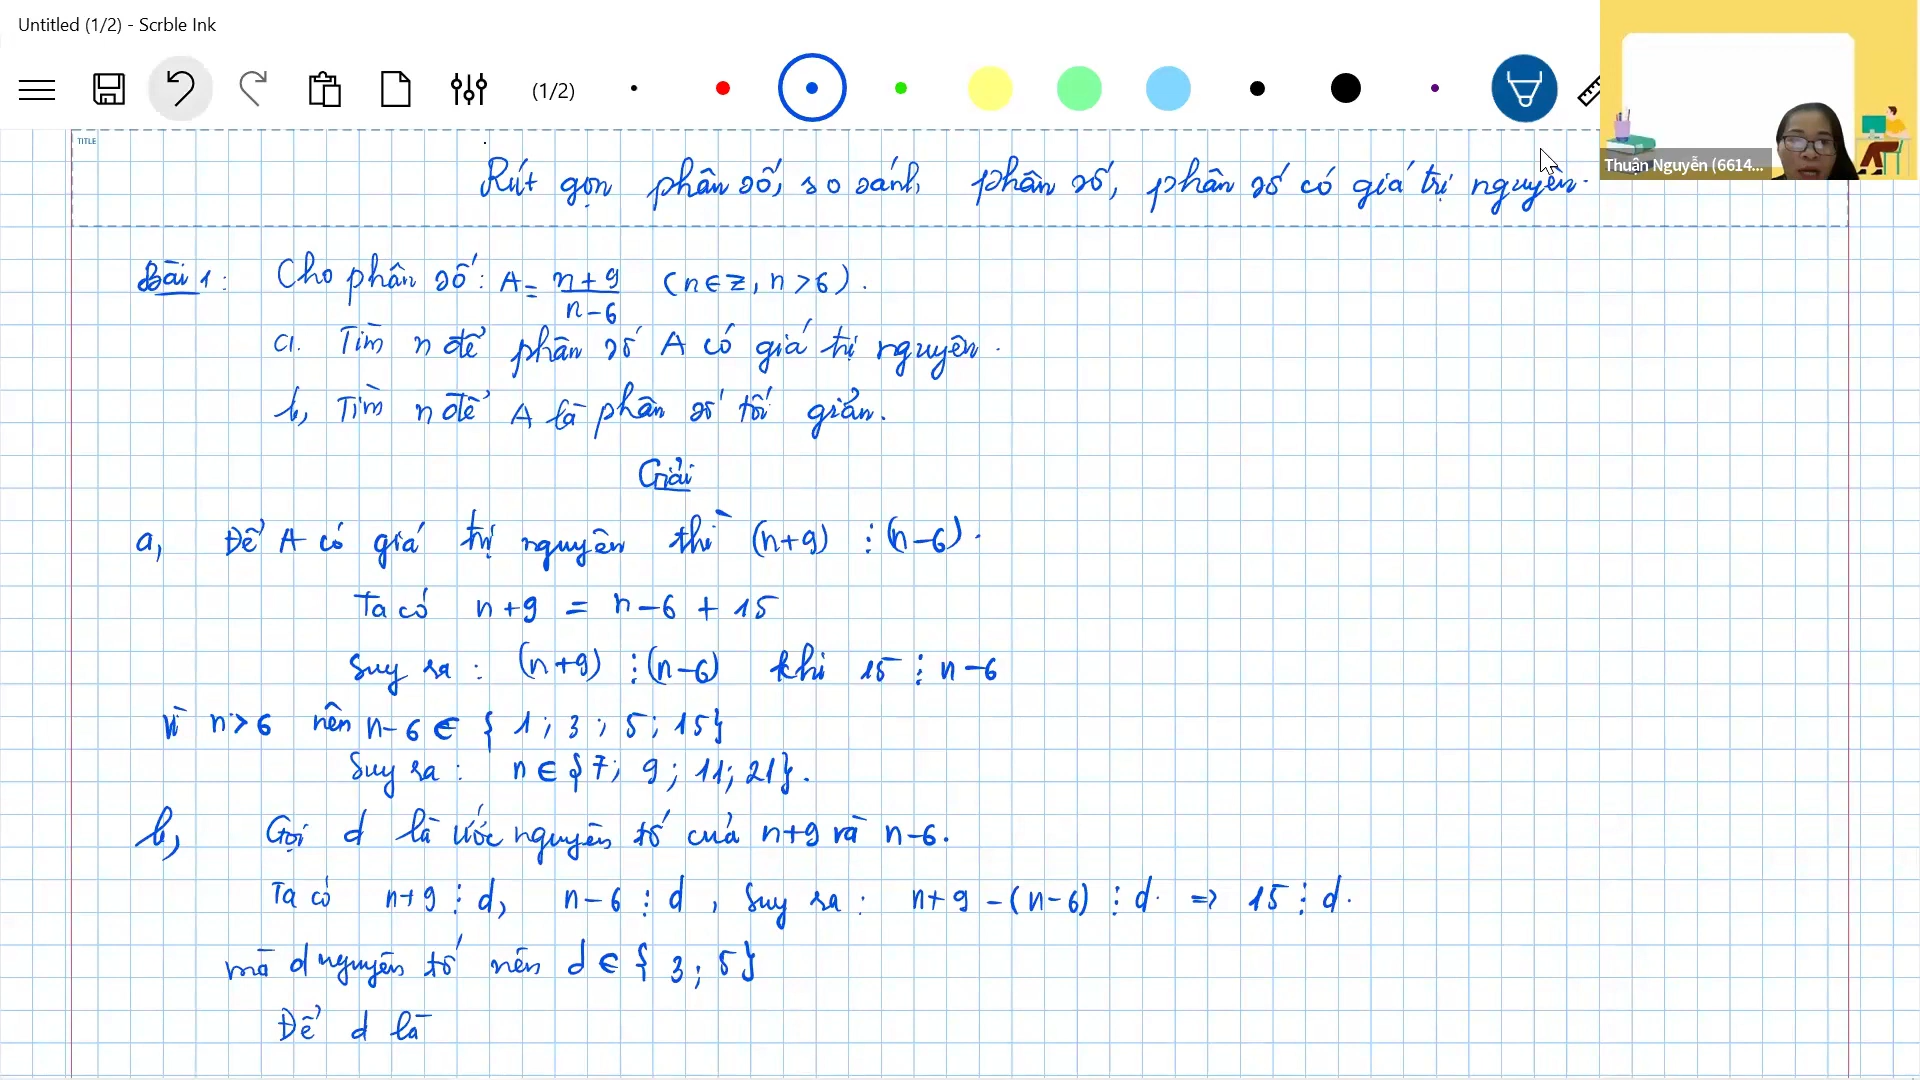 Untitled (1/2) - Scrble Ink
(1/2)
Thuận Nguyễn (6614...
TITLE
Rút gọn phân số, so sánh phân số, phân số có giá trị nguyên.
Bài 1: Cho phân số: A = \frac{n+9}{n-6} (n ∈ Z, n > 6).
a. Tìm n để phân số A có giá trị nguyên.
b, Tìm n để A là phân số tối giản.
Giải
a, Để A có giá trị nguyên thì (n+9) ⋮ (n-6).
Ta có n+9 = n-6 + 15
Suy ra: (n+9) ⋮ (n-6) khi 15 ⋮ n-6
Vì n > 6 nên n-6 ∈ { 1; 3; 5; 15}
Suy ra: n ∈ {7; 9; 11; 21}.
b, Gọi d là ước nguyên tố của n+9 và n-6.
Ta có n+9 ⋮ d, n-6 ⋮ d, suy ra: n+9 -(n-6) ⋮ d. => 15 ⋮ d.
mà d nguyên tố nên d ∈ { 3; 5}
Để d là